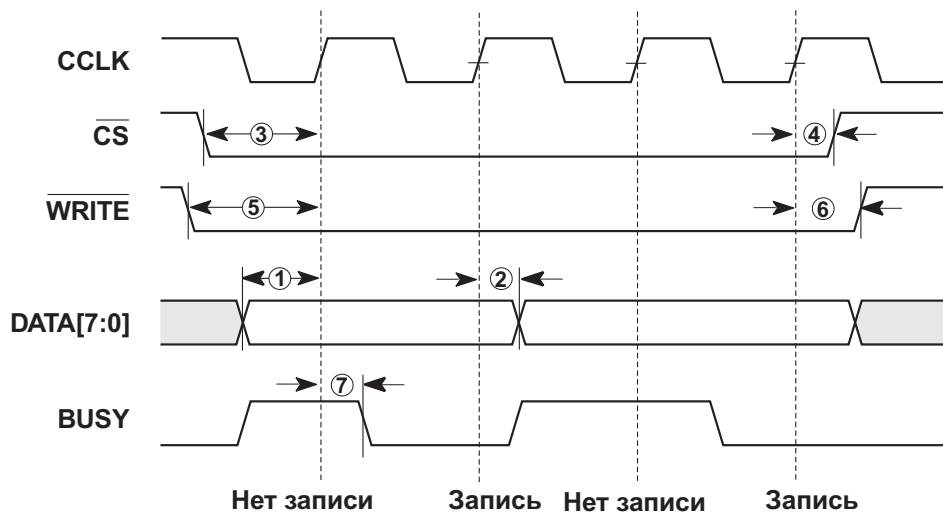 CCLK
CS
③
④
WRITE
⑤
⑥
①
②
DATA[7:0]
⑦
BUSY
Нет записи
Запись
Нет записи
Запись